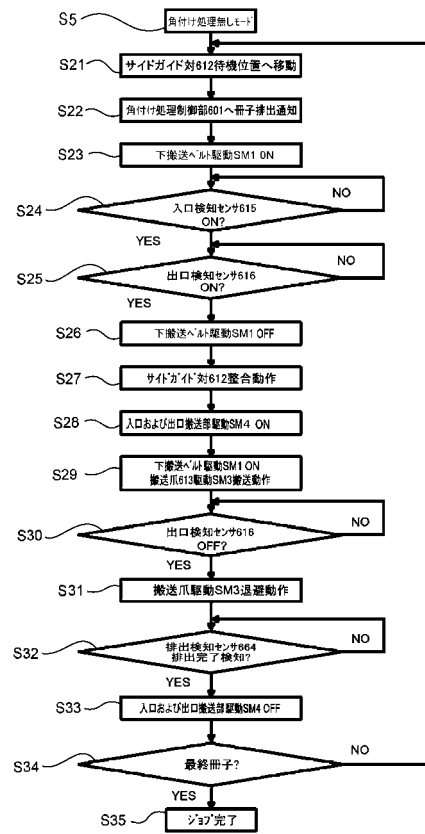 S5
角付け処理無しモード
S21
サイドガイド対612待機位置へ移動
S22
角付け処理制御部601へ冊子排出通知
S23
下搬送ベルト駆動SM1 ON
S24
入口検知センサ615
ON?
NO
YES
S25
出口検知センサ616
ON?
NO
YES
S26
下搬送ベルト駆動SM1 OFF
S27
サイドガイド対612整合動作
S28
入口および出口搬送部駆動SM4 ON
S29
下搬送ベルト駆動SM1 ON
搬送爪613駆動SM3搬送動作
S30
出口検知センサ616
OFF?
NO
YES
S31
搬送爪駆動SM3退避動作
S32
排出検知センサ664
排出完了検知?
NO
YES
S33
入口および出口搬送部駆動SM4 OFF
S34
最終冊子?
NO
YES
S35
ジョブ完了